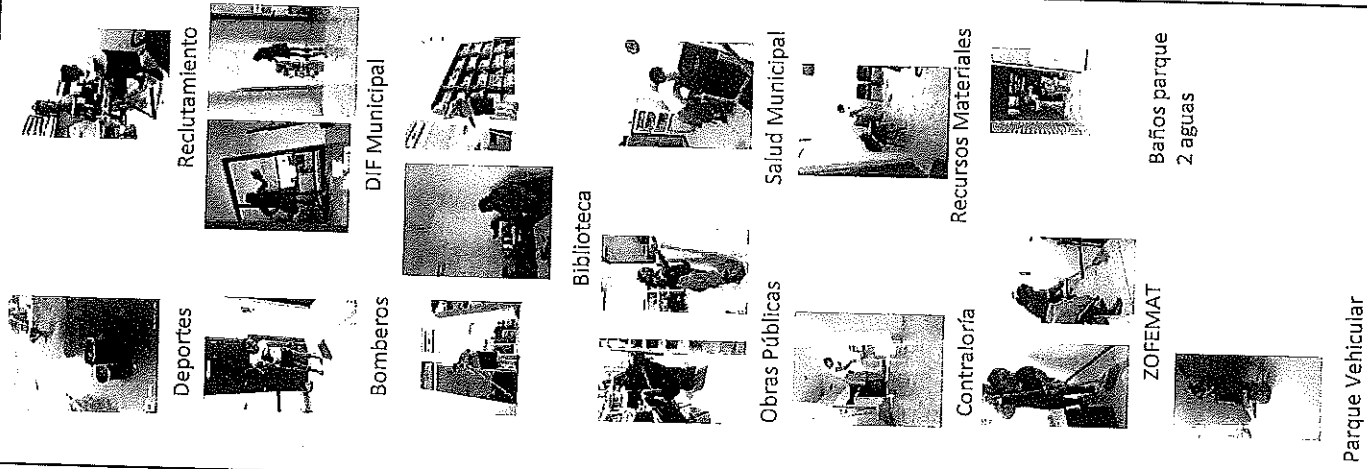 Deportes
Reclutamiento
Bomberos
DIF Municipal
Biblioteca
Obras Públicas
Salud Municipal
Contraloría
Recursos Materiales
ZOFEMAT
Baños parque
2 aguas
Parque Vehicular